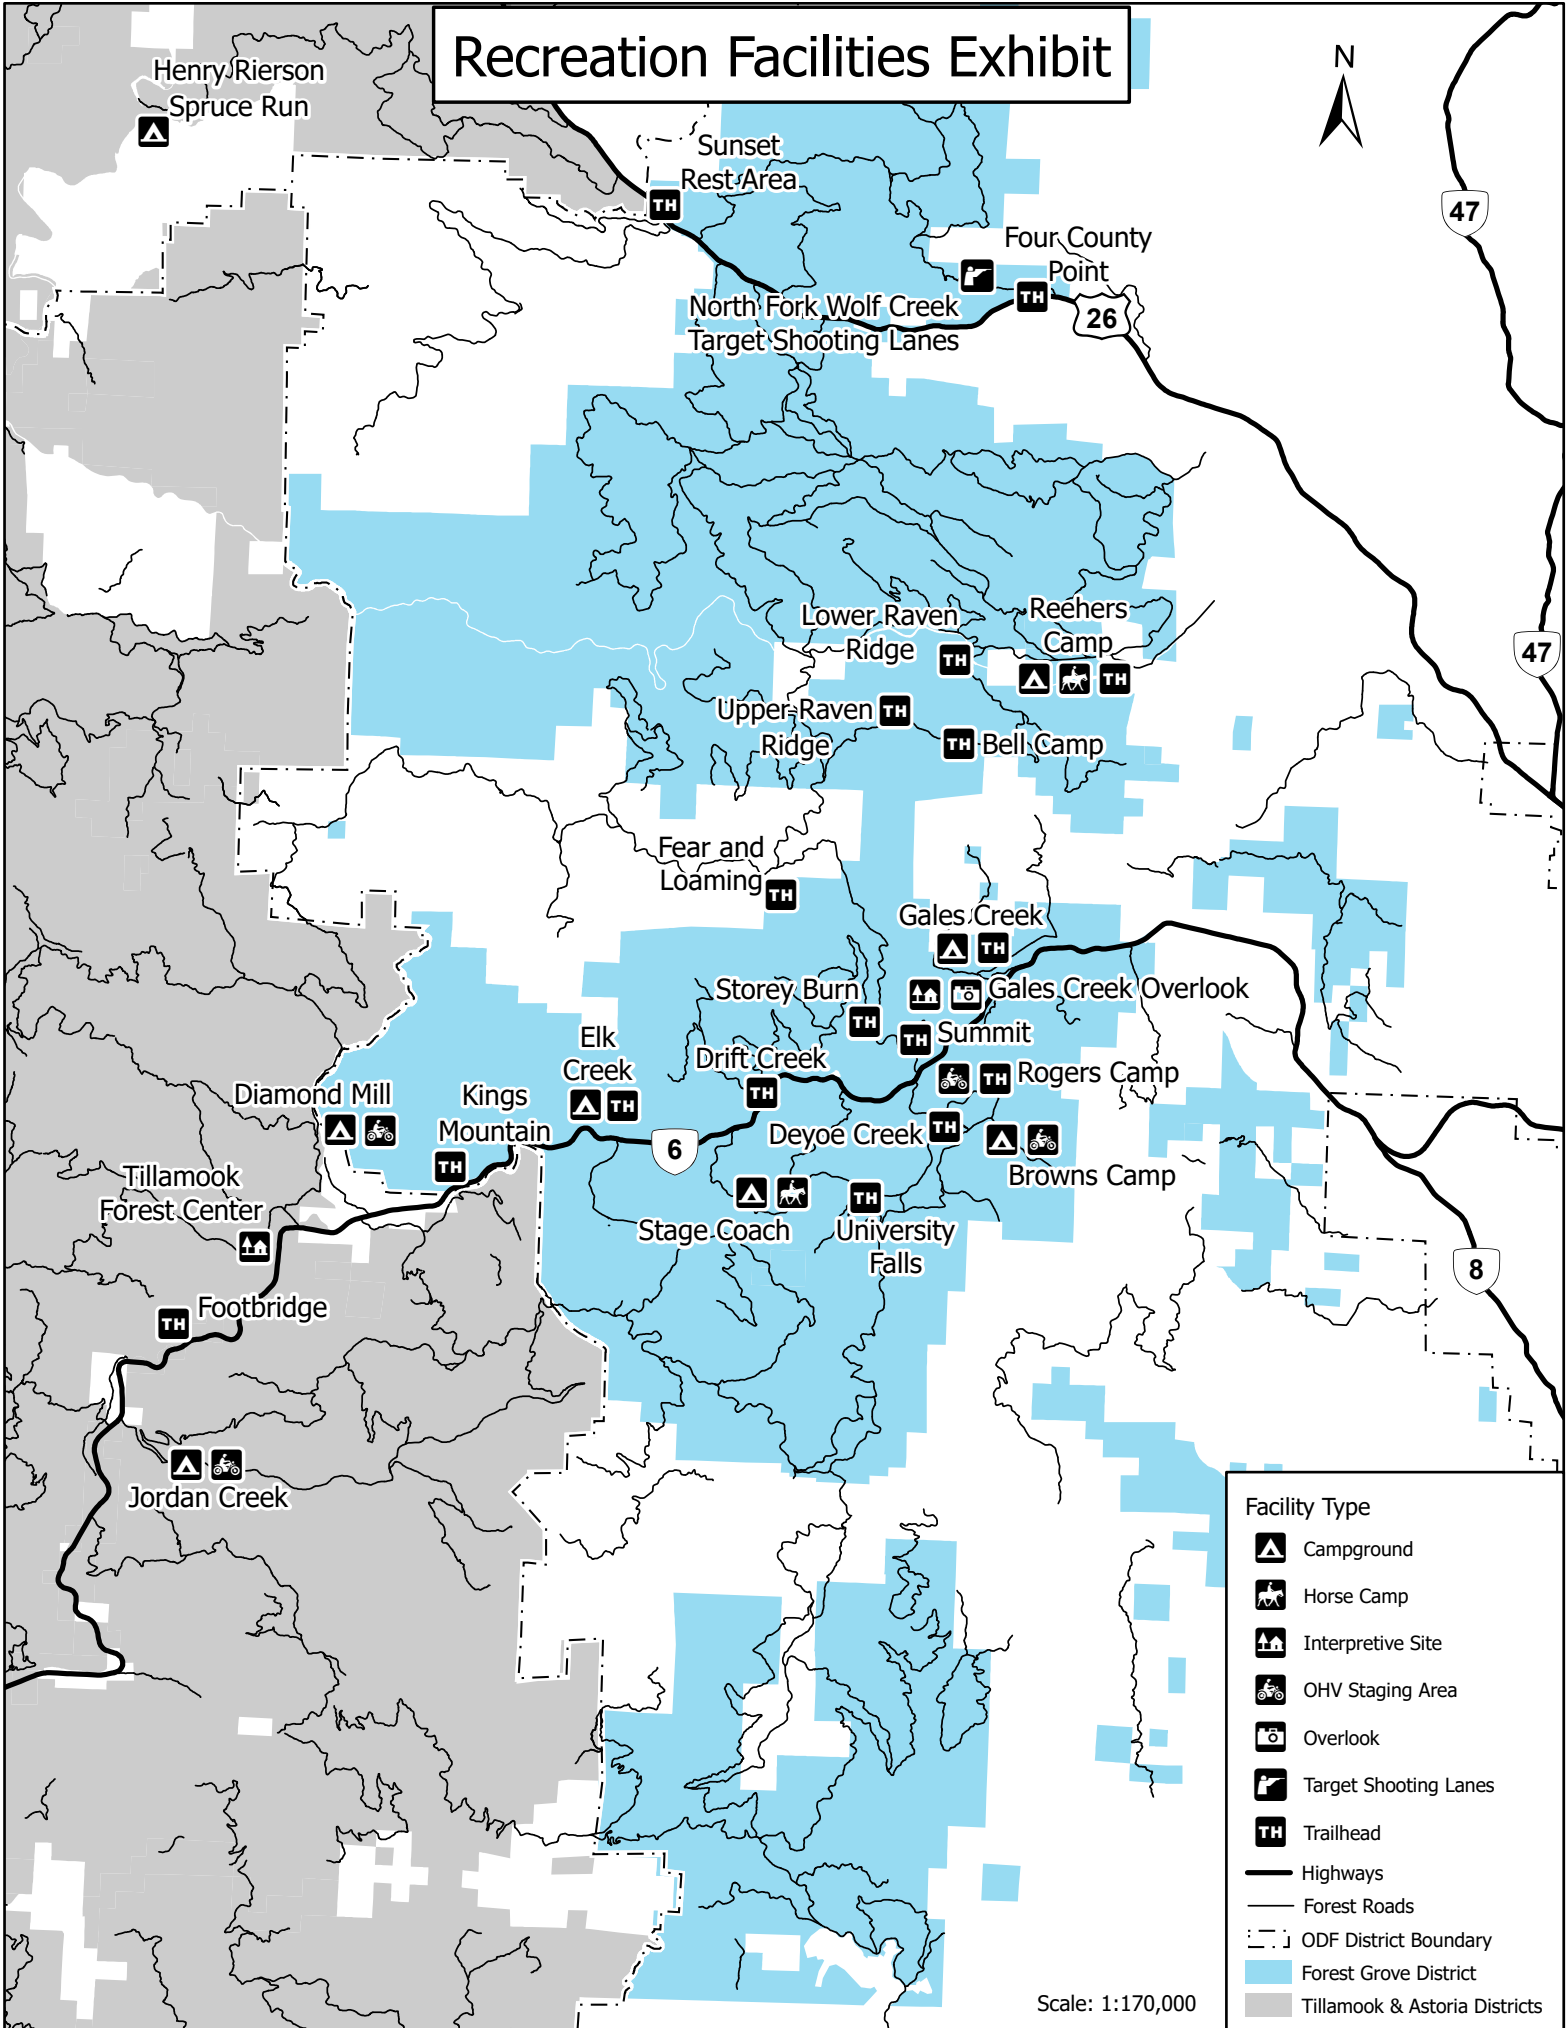 Recreation Facilities Exhibit
N
Henry Rierson
Spruce Run
Sunset
Rest Area
TH
47
Four County
Point
TH
North Fork Wolf Creek
Target Shooting Lanes
26
Lower Raven
Ridge
TH
Reehers
Camp
TH
47
Upper Raven
Ridge
TH
TH
Bell Camp
Fear and
Loaming
TH
Gales Creek
TH
Storey Burn
TH
Gales Creek Overlook
TH
Summit
Elk
Creek
TH
Drift Creek
TH
TH
Rogers Camp
Diamond Mill
Kings
Mountain
TH
6
Deyoe Creek
TH
Browns Camp
Tillamook
Forest Center
Stage Coach
TH
University
Falls
8
TH
Footbridge
Jordan Creek
Facility Type
Campground
Horse Camp
Interpretive Site
OHV Staging Area
Overlook
Target Shooting Lanes
TH
Trailhead
Highways
Forest Roads
ODF District Boundary
Forest Grove District
Tillamook & Astoria Districts
Scale: 1:170,000